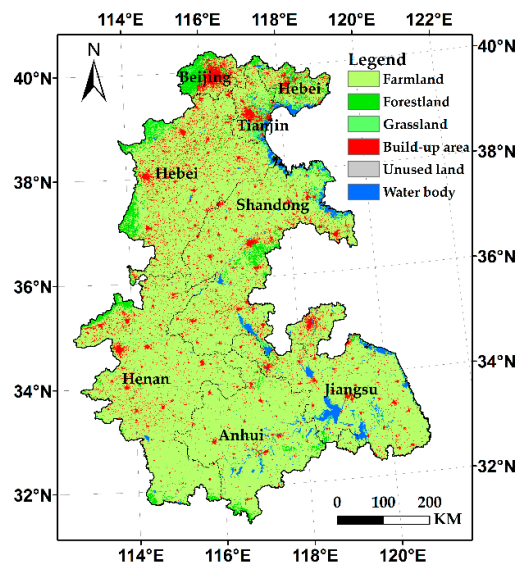 114°E 116°E 118°E 120°E 122°E
N
Legend
Farmland
Forestland
Grassland
Build-up area
Unused land
Water body
40°N
38°N
36°N
34°N
32°N
40°N
38°N
36°N
34°N
32°N
Beijing
Hebei
Tianjin
Hebei
Shandong
Henan
Jiangsu
Anhui
0 100 200
KM
114°E 116°E 118°E 120°E